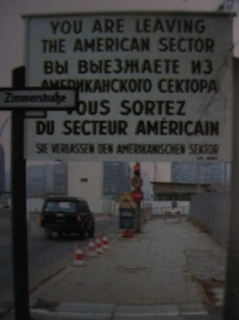 YOU ARE LEAVING
THE AMERICAN SECTOR
ВЫ ВЫЕЗЖАЕТЕ ИЗ
АМЕРИКАНСКОГО СЕКТОРА
Zimmerstraße
VOUS SORTEZ
DU SECTEUR AMÉRICAIN
SIE VERLASSEN DEN AMERIKANISCHEN SEKTOR